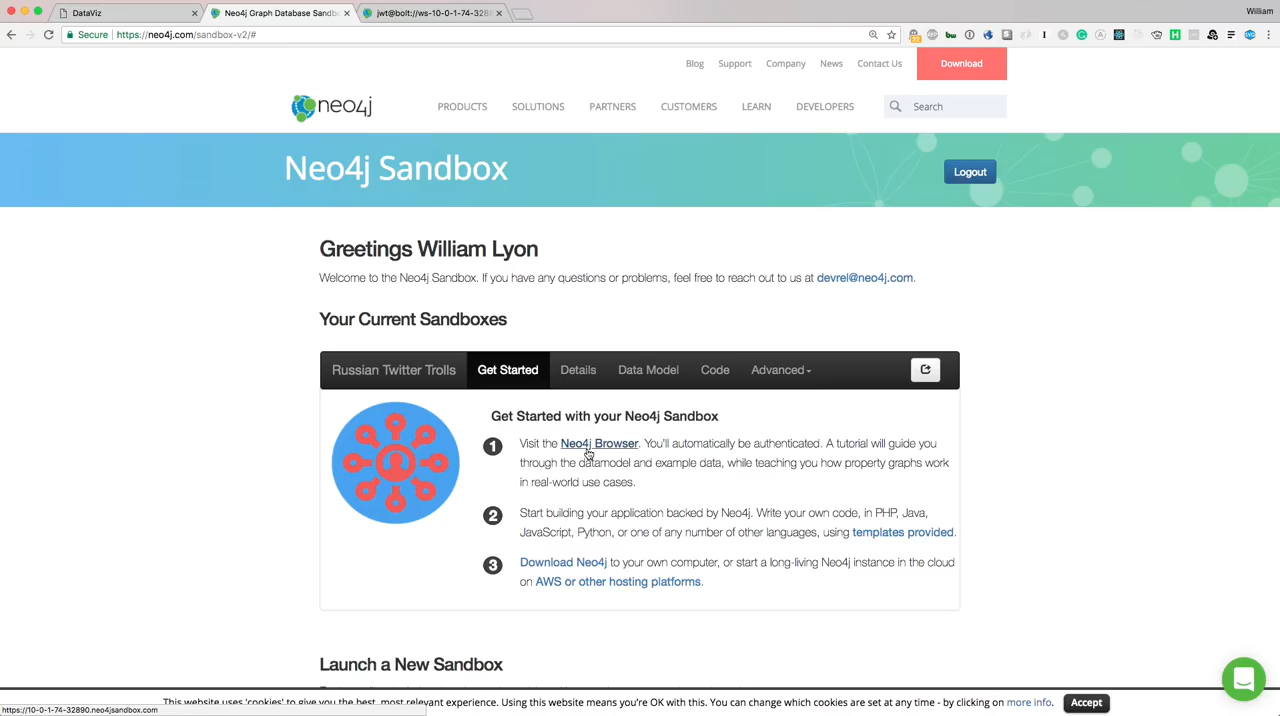 DataViz
Neo4j Graph Database Sandb
jwt@bolt://ws-10-0-1-74-328
William
Secure
https://neo4j.com/sandbox-v2/#
Blog Support Company News Contact Us Download
neo4j
PRODUCTS SOLUTIONS PARTNERS CUSTOMERS LEARN DEVELOPERS Search
Neo4j Sandbox
Logout
Greetings William Lyon
Welcome to the Neo4j Sandbox. If you have any questions or problems, feel free to reach out to us at devrel@neo4j.com.
Your Current Sandboxes
Russian Twitter Trolls Get Started Details Data Model Code Advanced
Get Started with your Neo4j Sandbox
1 Visit the Neo4j Browser. You'll automatically be authenticated. A tutorial will guide you
through the datamodel and example data, while teaching you how property graphs work
in real-world use cases.
2 Start building your application backed by Neo4j. Write your own code, in PHP, Java,
JavaScript, Python, or one of any number of other languages, using templates provided.
3 Download Neo4j to your own computer, or start a long-living Neo4j instance in the cloud
on AWS or other hosting platforms.
Launch a New Sandbox
This website uses 'cookies' to give you the best, most relevant experience. Using this website means you're OK with this. You can change which cookies are set at any time - by clicking on more info. Accept
https://10-0-1-74-32890.neo4jsandbox.com